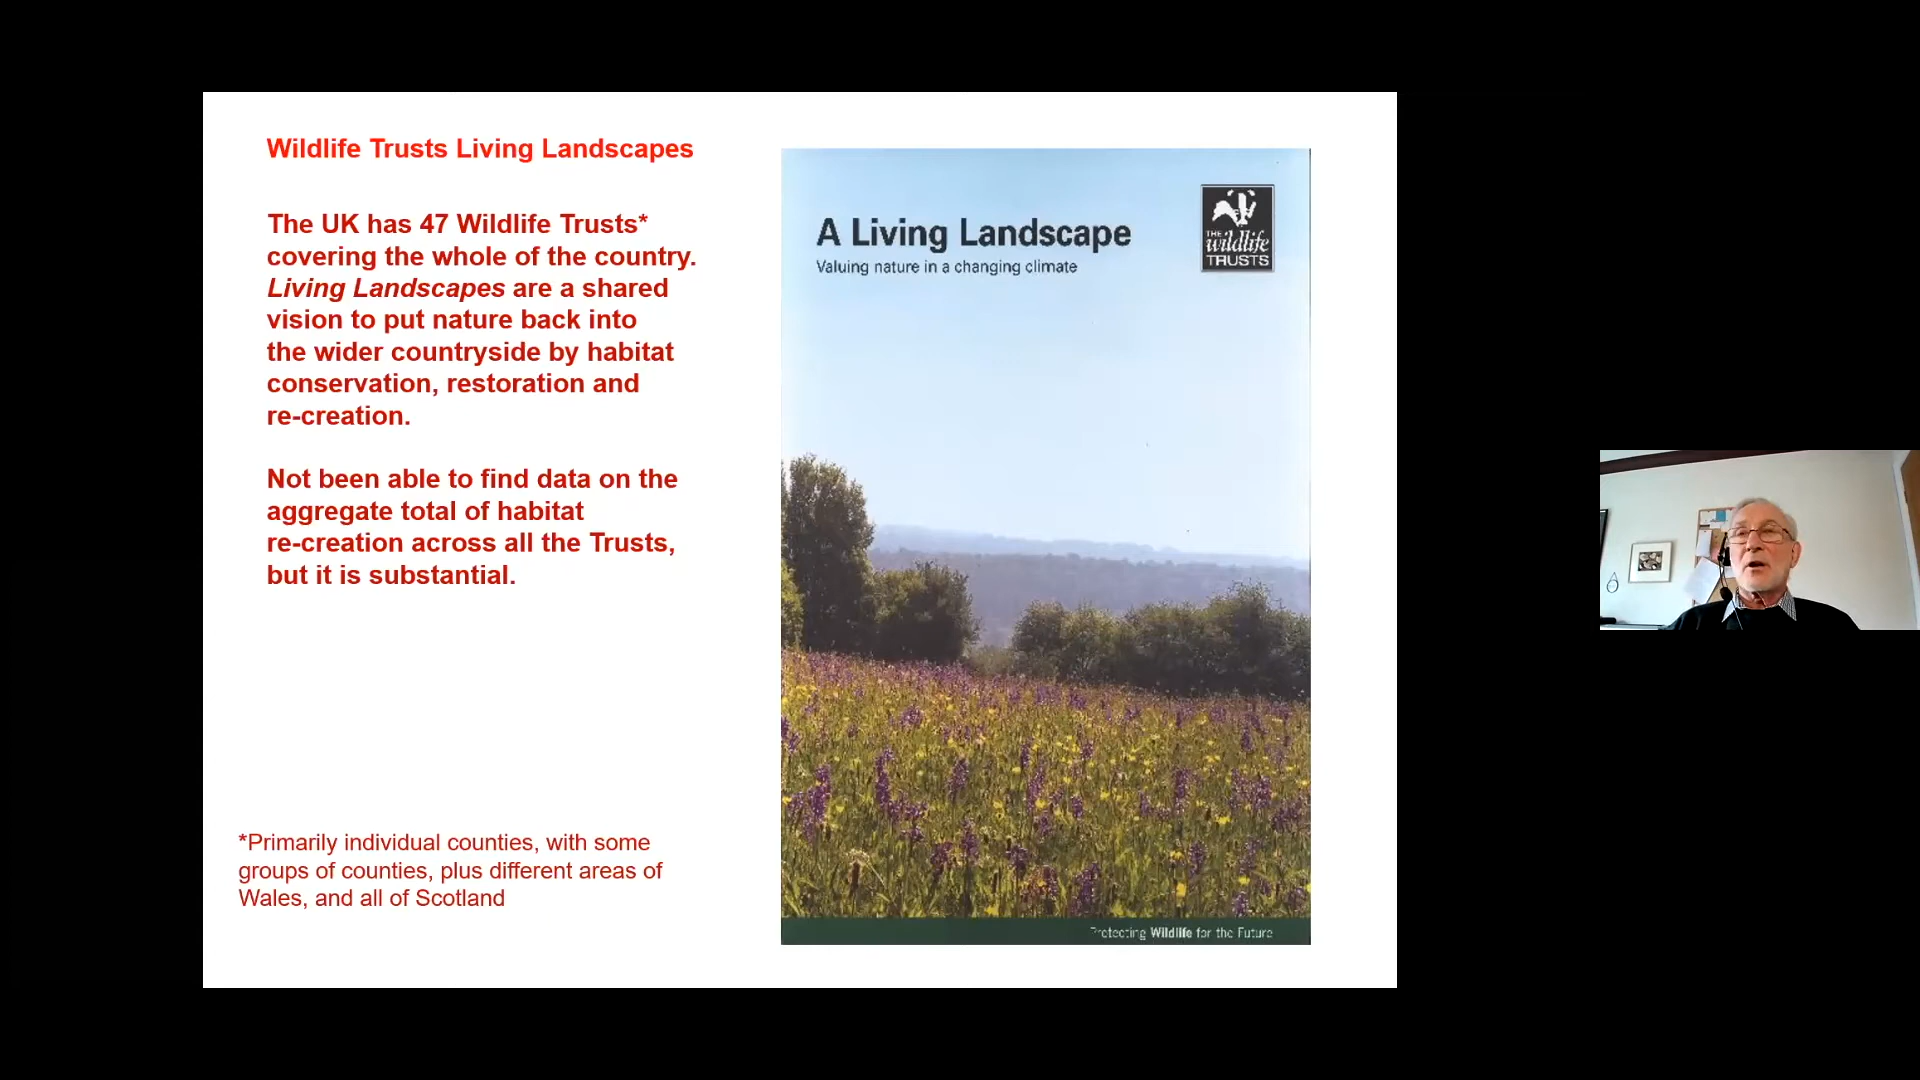 Wildlife Trusts Living Landscapes
The UK has 47 Wildlife Trusts*
covering the whole of the country.
Living Landscapes are a shared
vision to put nature back into
the wider countryside by habitat
conservation, restoration and
re-creation.
Not been able to find data on the
aggregate total of habitat
re-creation across all the Trusts,
but it is substantial.
*Primarily individual counties, with some
groups of counties, plus different areas of
Wales, and all of Scotland
A Living Landscape
Valuing nature in a changing climate
THE
wildlife
TRUSTS
Protecting Wildlife for the Future